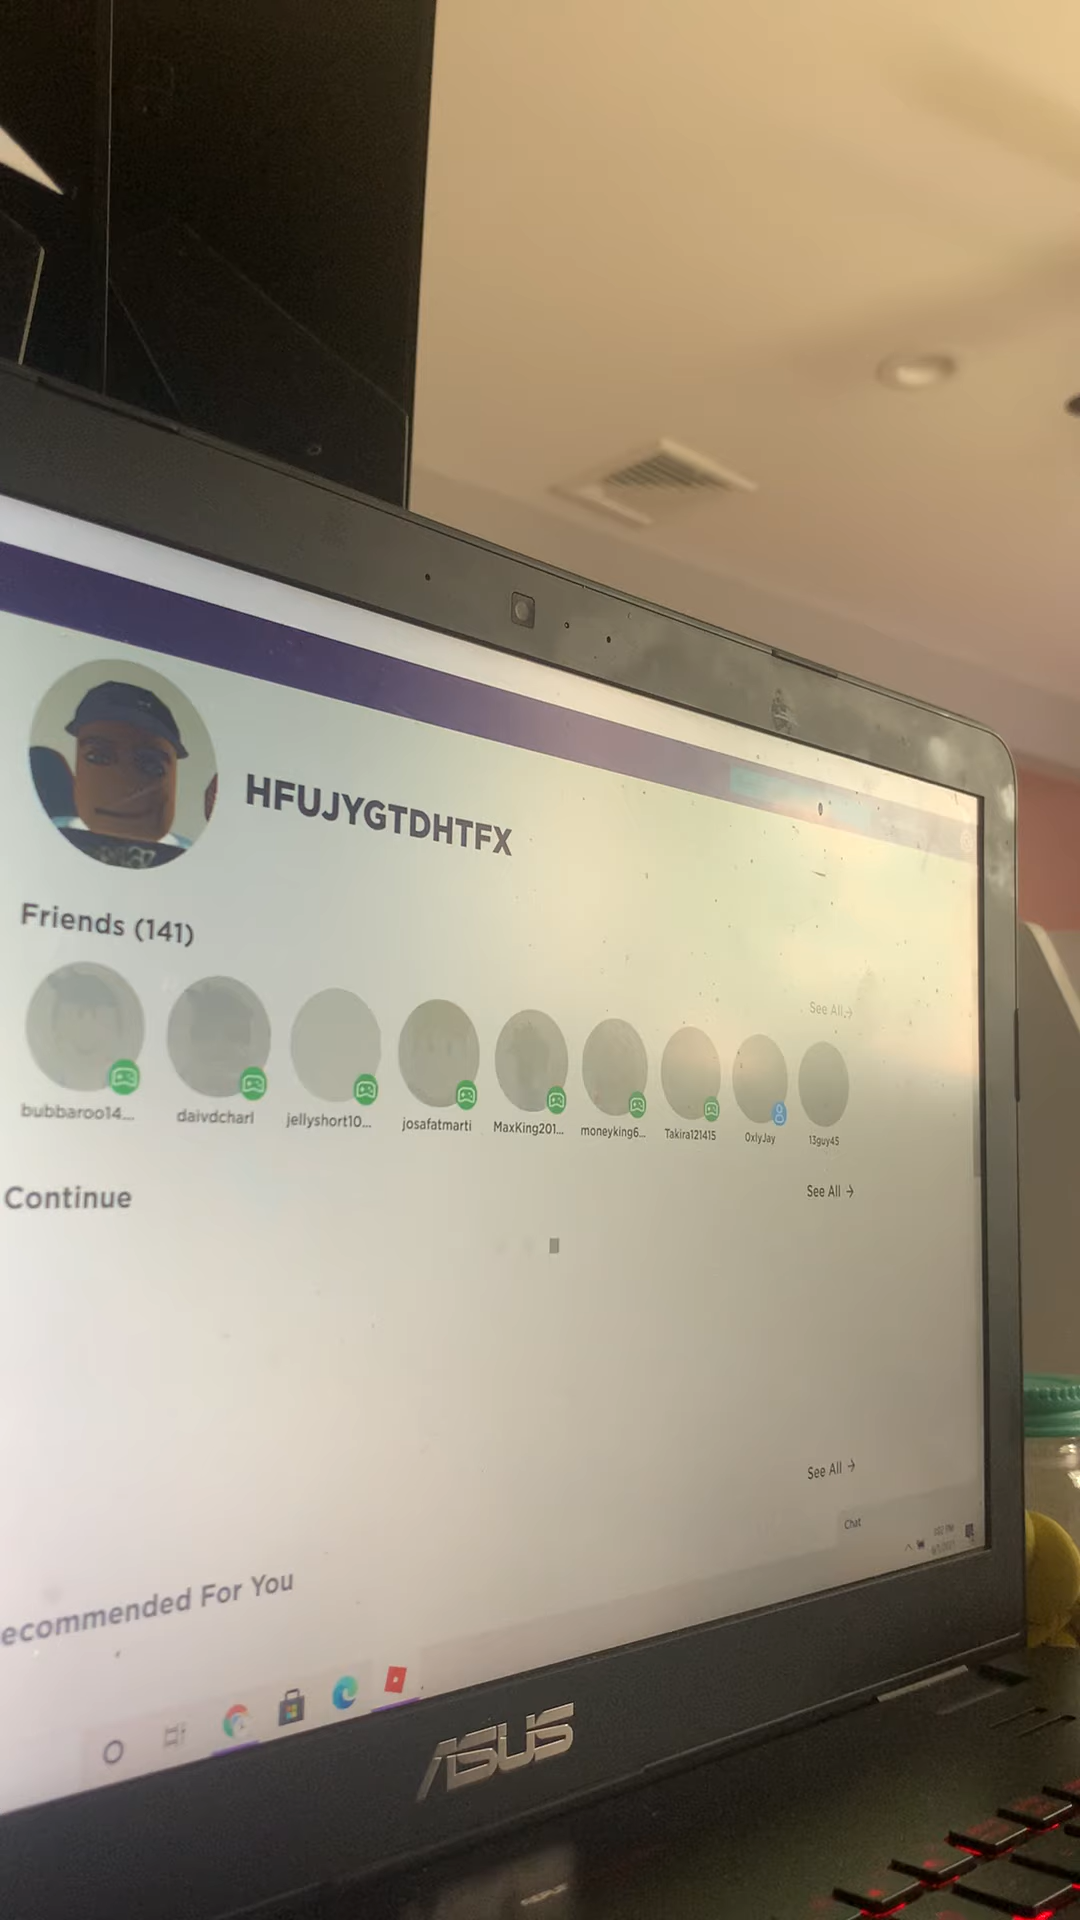 HFUJYGTDHTFX
Friends (141)
See All →
bubbaroo14... daivdcharl jellyshort10... josafatmarti MaxKing201... moneyking6... Takira121415 OxlyJay 13guy45
Continue
See All →
See All →
Chat
ecommended For You
ASUS